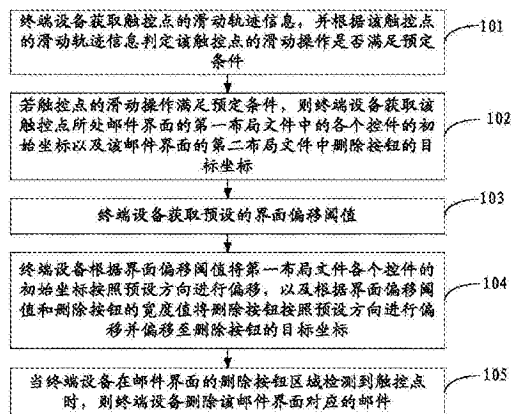 终端设备获取触控点的滑动轨迹信息，并根据该触控点
的滑动轨迹信息判定该触控点的滑动操作是否满足预定
条件
101
若触控点的滑动操作满足预定条件，则终端设备获取该
触控点所处邮件界面的第一布局文件中的各个控件的初
始坐标以及该邮件界面的第二布局文件中删除按钮的目
标坐标
102
终端设备获取预设的界面偏移阈值
103
终端设备根据界面偏移阈值将第一布局文件各个控件的
初始坐标按照预设方向进行偏移，以及根据界面偏移阈
值和删除按钮的宽度值将删除按钮按照预设方向进行偏
移并偏移至删除按钮的目标坐标
104
当终端设备在邮件界面的删除按钮区域检测到触控点
时，则终端设备删除该邮件界面对应的邮件
105